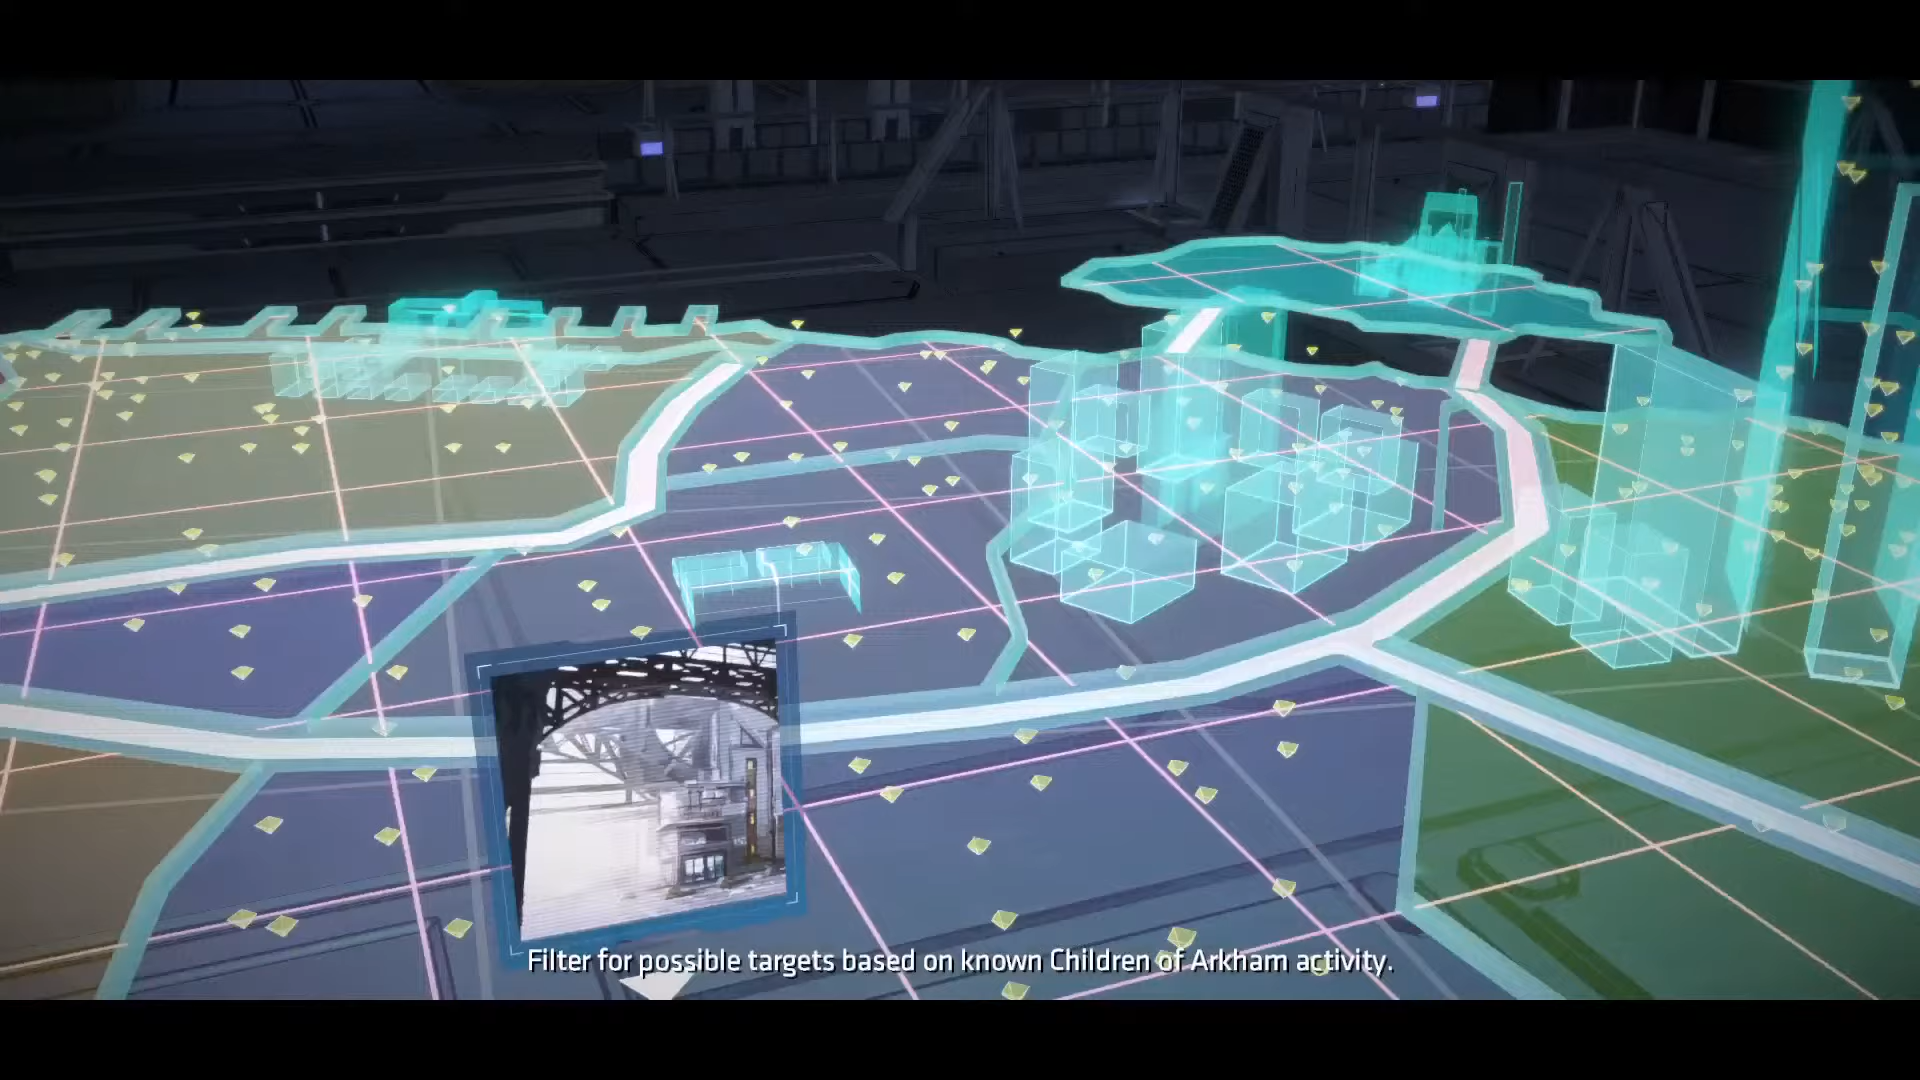 Filter for possible targets based on known Children of Arkham activity.